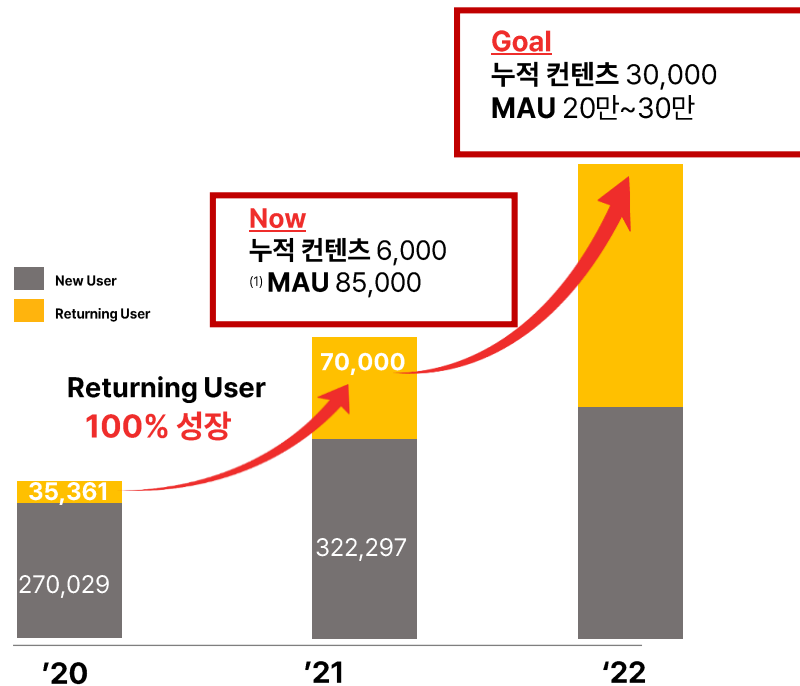 Goal
누적 컨텐츠 30,000
MAU 20만~30만
Now
누적 컨텐츠 6,000
(1) MAU 85,000
New User
Returning User
Returning User
100% 성장
70,000
35,361
322,297
270,029
’20
’21
‘22